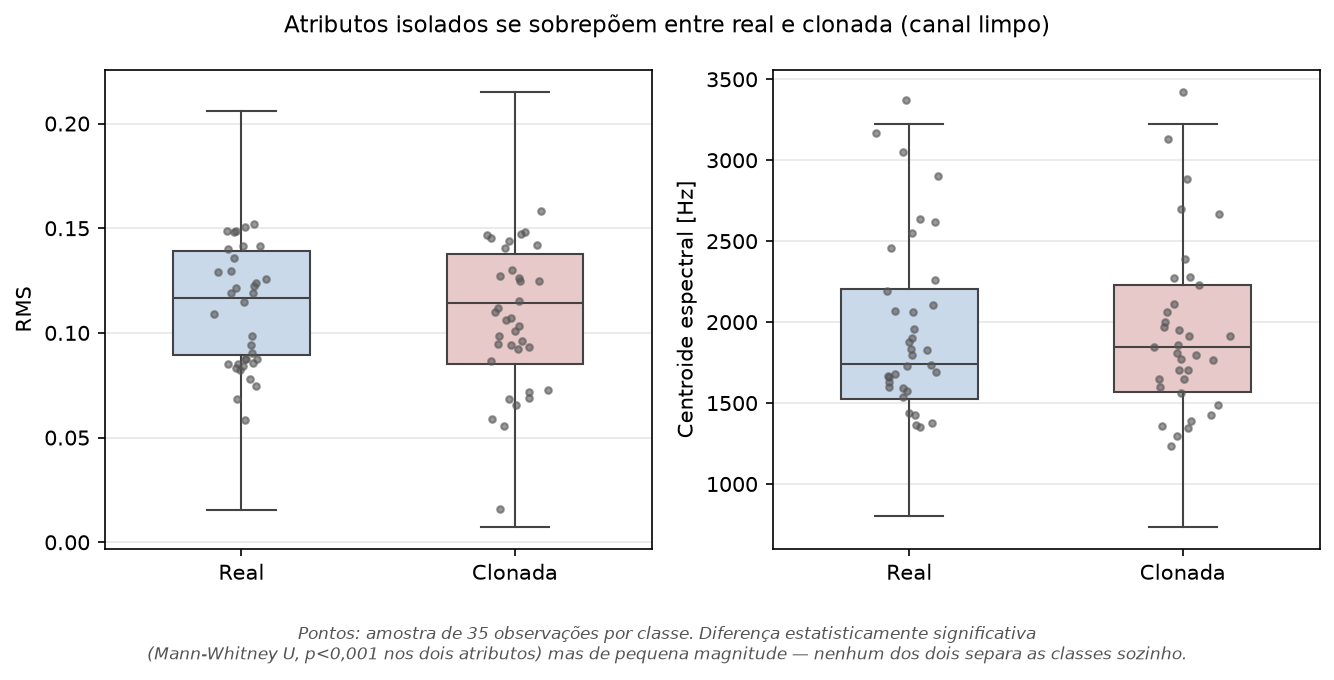 Atributos isolados se sobrepõem entre real e clonada (canal limpo)
RMS
0.20
0.15
0.10
0.05
0.00
Real
Clonada
Centroide espectral [Hz]
3500
3000
2500
2000
1500
1000
Real
Clonada
Pontos: amostra de 35 observações por classe. Diferença estatisticamente significativa
(Mann-Whitney U, p<0,001 nos dois atributos) mas de pequena magnitude — nenhum dos dois separa as classes sozinho.